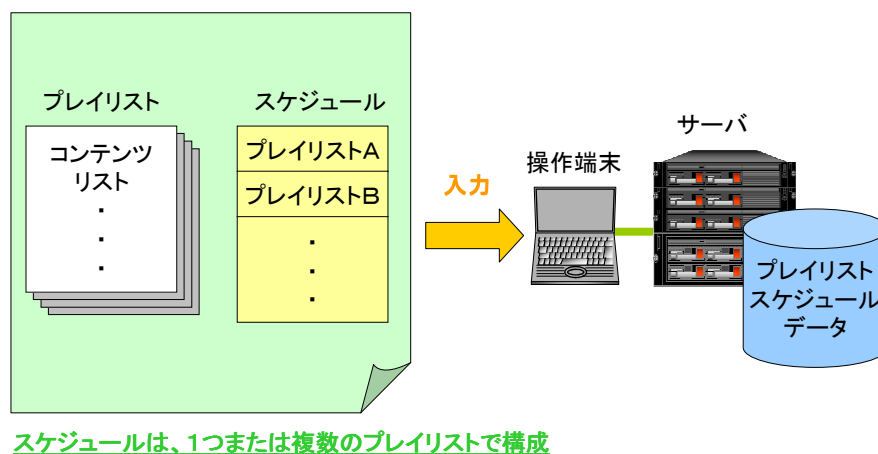 プレイリスト
コンテンツ
リスト
・
・
・
スケジュール
プレイリストA
プレイリストB
・
・
・
入力
操作端末
サーバ
プレイリスト
スケジュール
データ
スケジュールは、1つまたは複数のプレイリストで構成